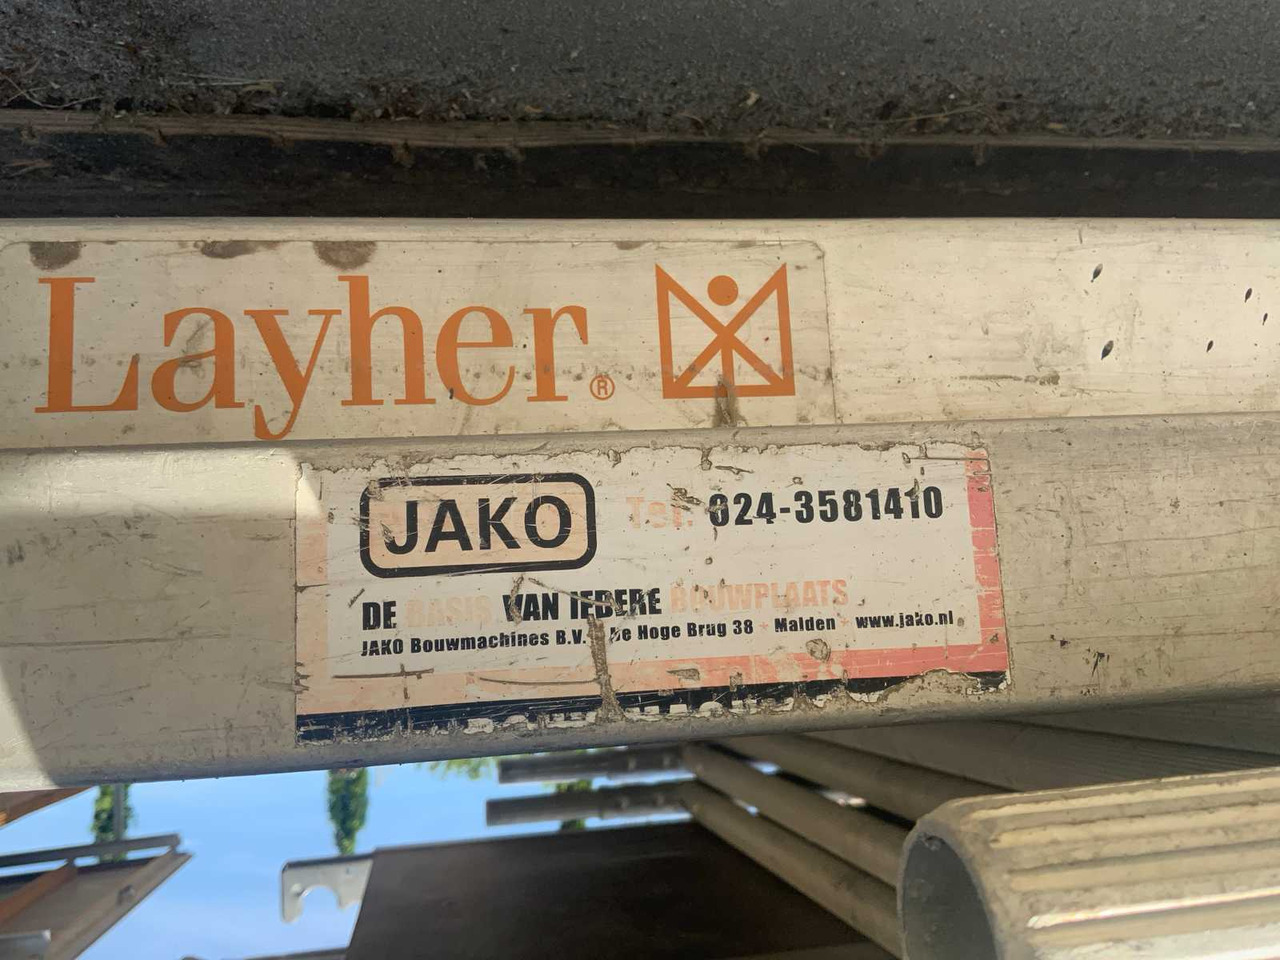 Layher®
JAKO
Tel. 024-3581410
DE BASIS VAN IEDERE BOUWPLAATS
JAKO Bouwmachines B.V. De Hoge Brug 38 Malden www.jako.nl